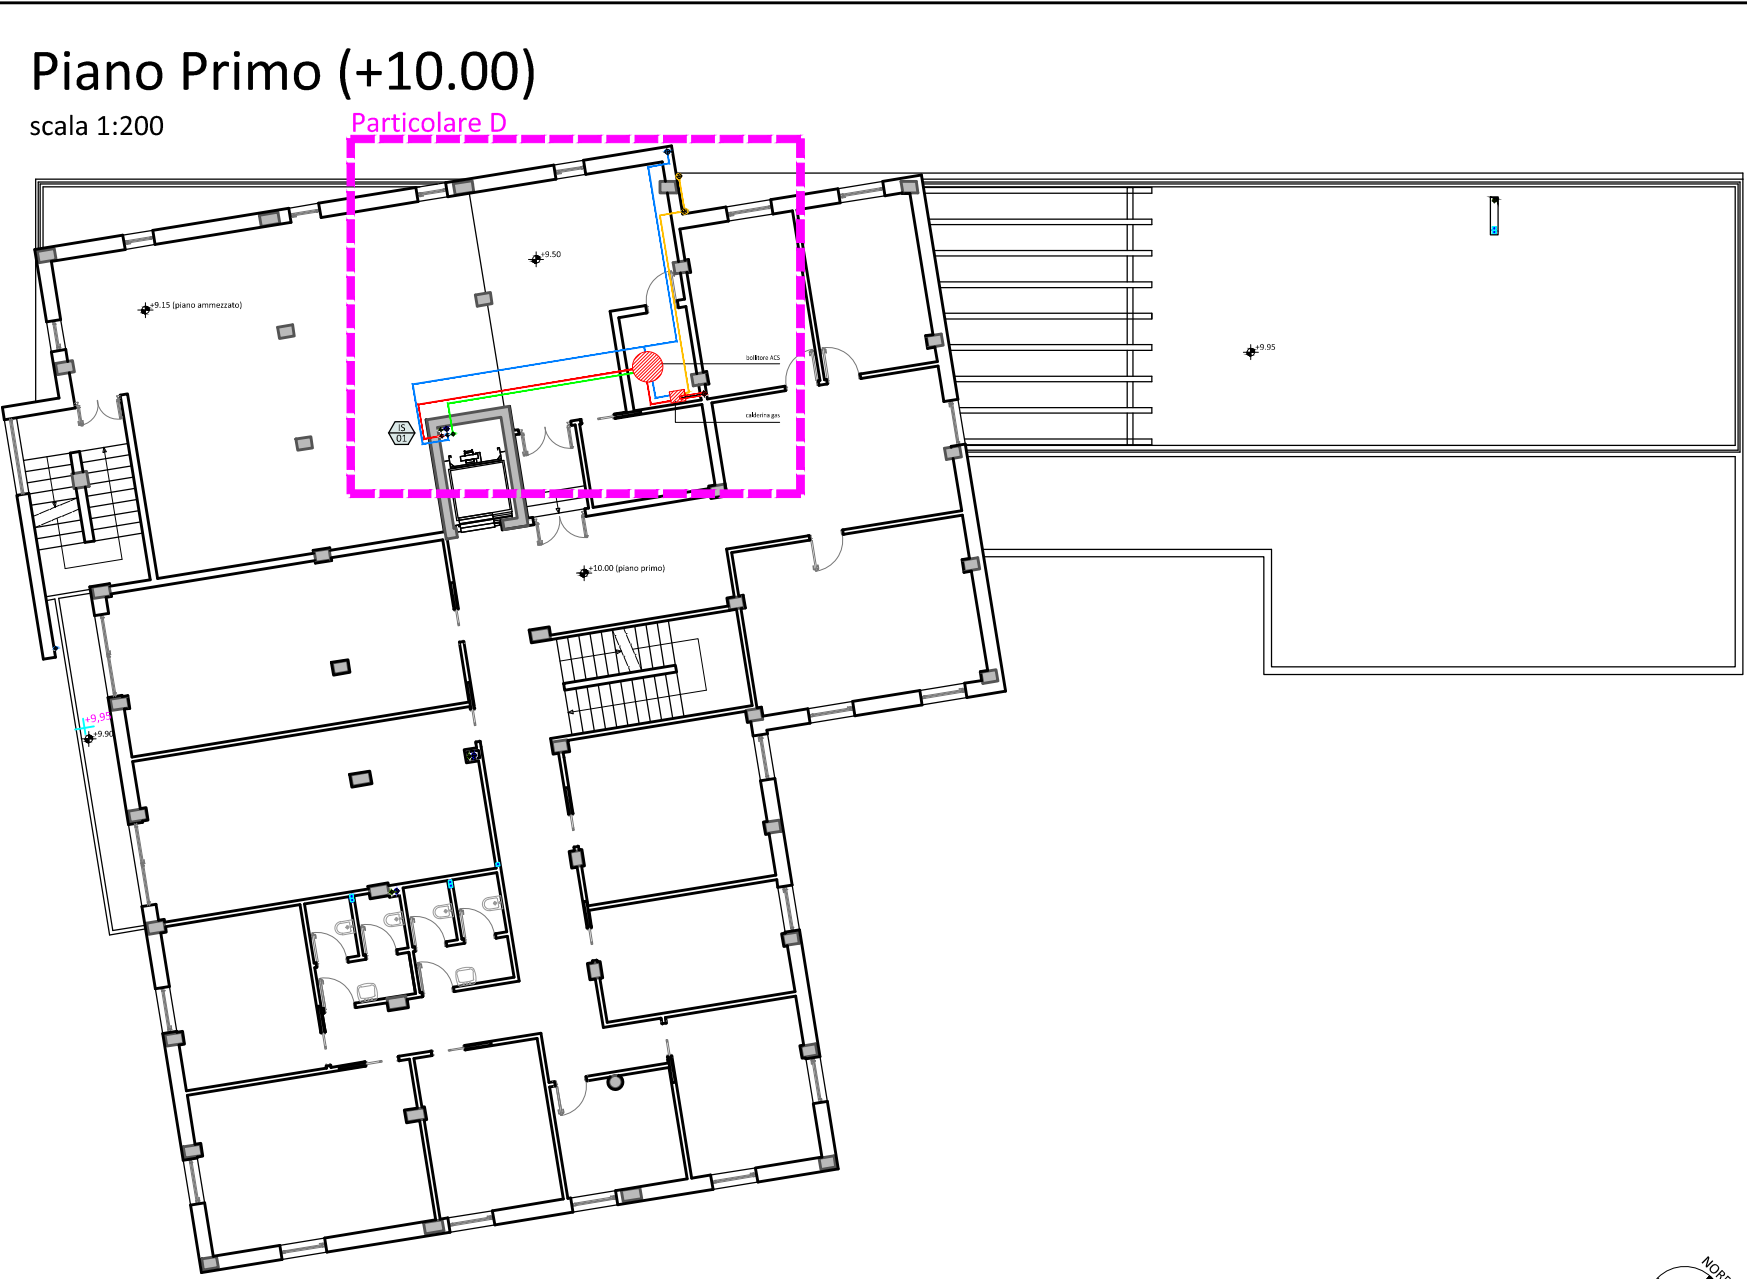 Piano Primo (+10.00)
scala 1:200
Particolare D
+9.50
+9.15 (piano ammezzato)
+9.95
bollitore ACS
caldarina gas
IS
01
+10.00 (piano primo)
+9,95
+9.90